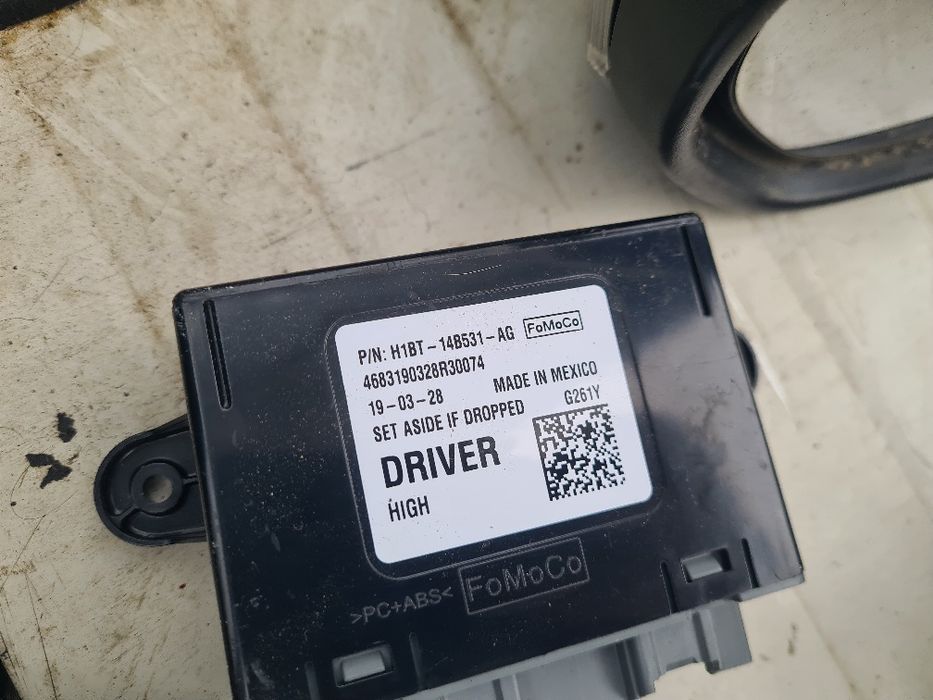 P/N: H1BT-14B531-AG FoMoCo
4683190328R30074
19-03-28 MADE IN MEXICO
SET ASIDE IF DROPPED G261Y
DRIVER
HIGH
>PC+ABS< FoMoCo